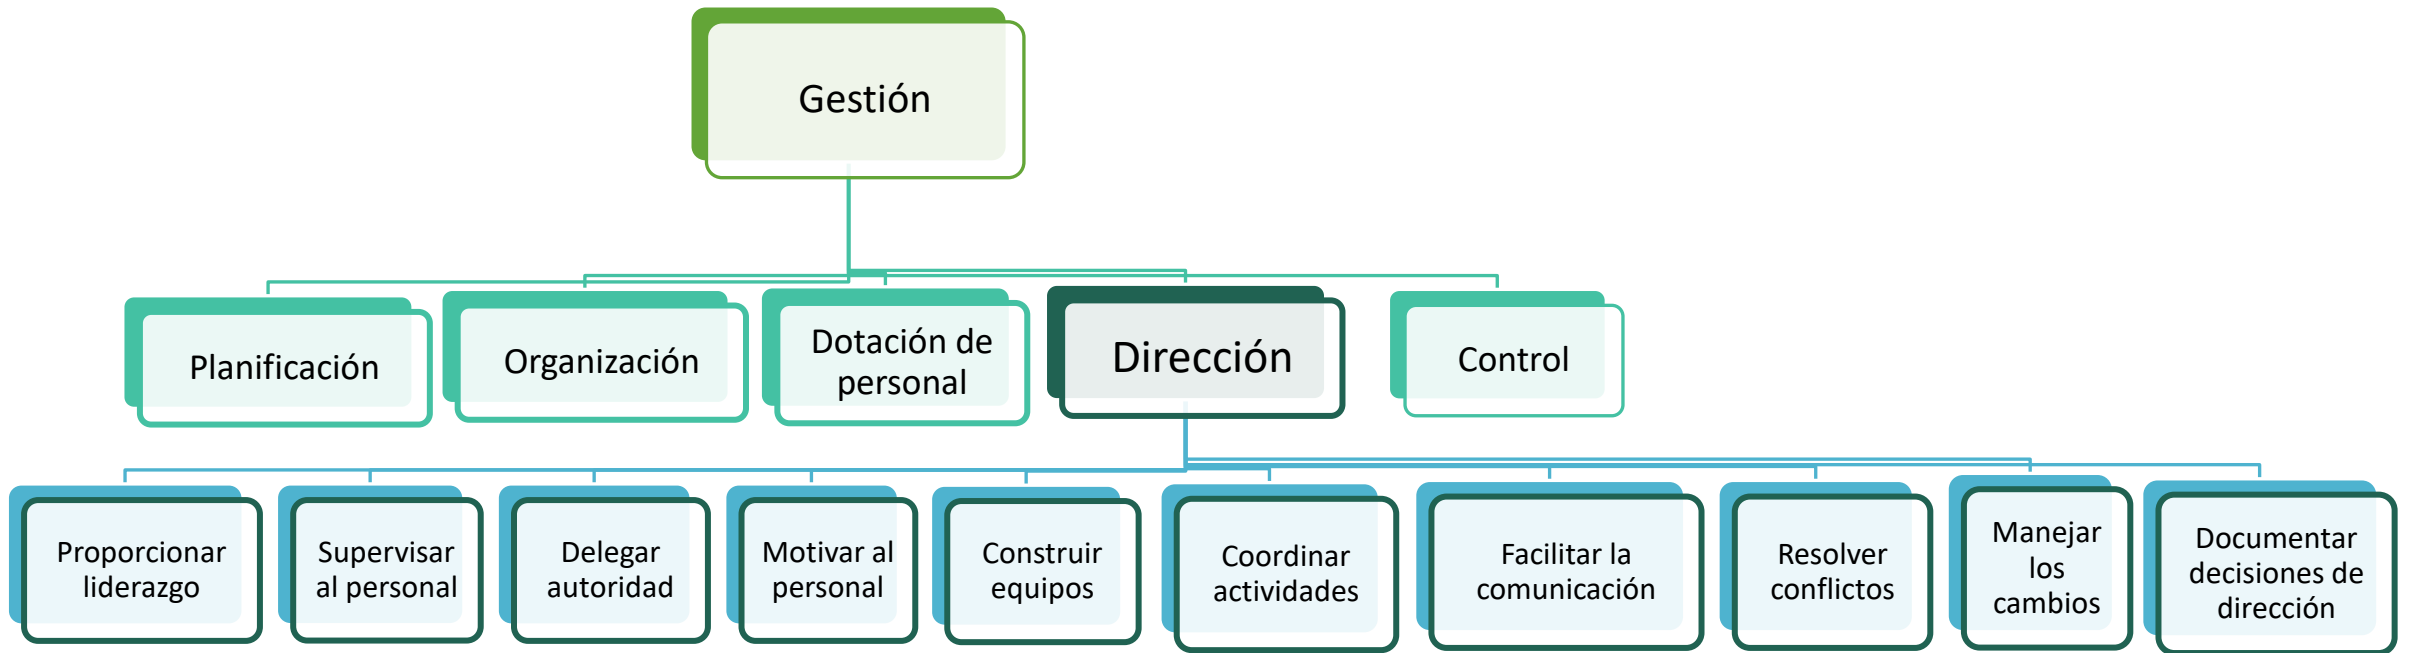 Gestión
Planificación
Organización
Dotación de
personal
Dirección
Control
Proporcionar
liderazgo
Supervisar
al personal
Delegar
autoridad
Motivar al
personal
Construir
equipos
Coordinar
actividades
Facilitar la
comunicación
Resolver
conflictos
Manejar
los
cambios
Documentar
decisiones de
dirección